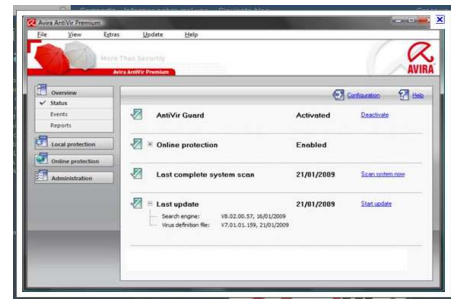 Avira AntiVir Premium
File View Extras Update Help
More Than Security
AVIRA
Avira AntiVir Premium
Configuration Help
Overview
Status
Events
Reports
Local protection
Online protection
Administration
AntiVir Guard Activated Deactivate
Online protection Enabled
Last complete system scan 21/01/2009 Scan system now
Last update 21/01/2009 Start update
Search engine: V8.02.00.57, 16/01/2009
Virus definition file: V7.01.01.159, 21/01/2009